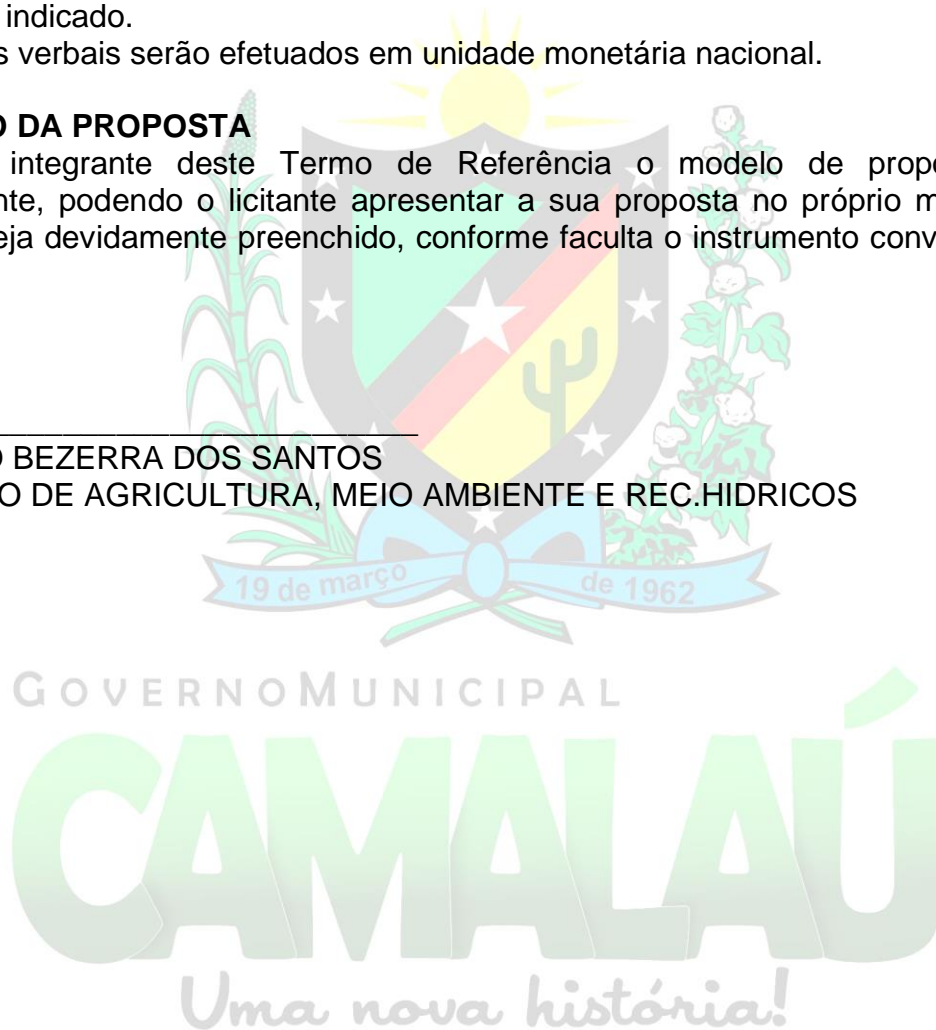 indicado.
s verbais serão efetuados em unidade monetária nacional.
O DA PROPOSTA
integrante deste Termo de Referência o modelo de propo
nte, podendo o licitante apresentar a sua proposta no próprio m
eja devidamente preenchido, conforme faculta o instrumento conv
O BEZERRA DOS SANTOS
O DE AGRICULTURA, MEIO AMBIENTE E REC.HIDRICOS
19 de março de 1962
GOVERNO MUNICIPAL
CAMALAÚ
Uma nova história!